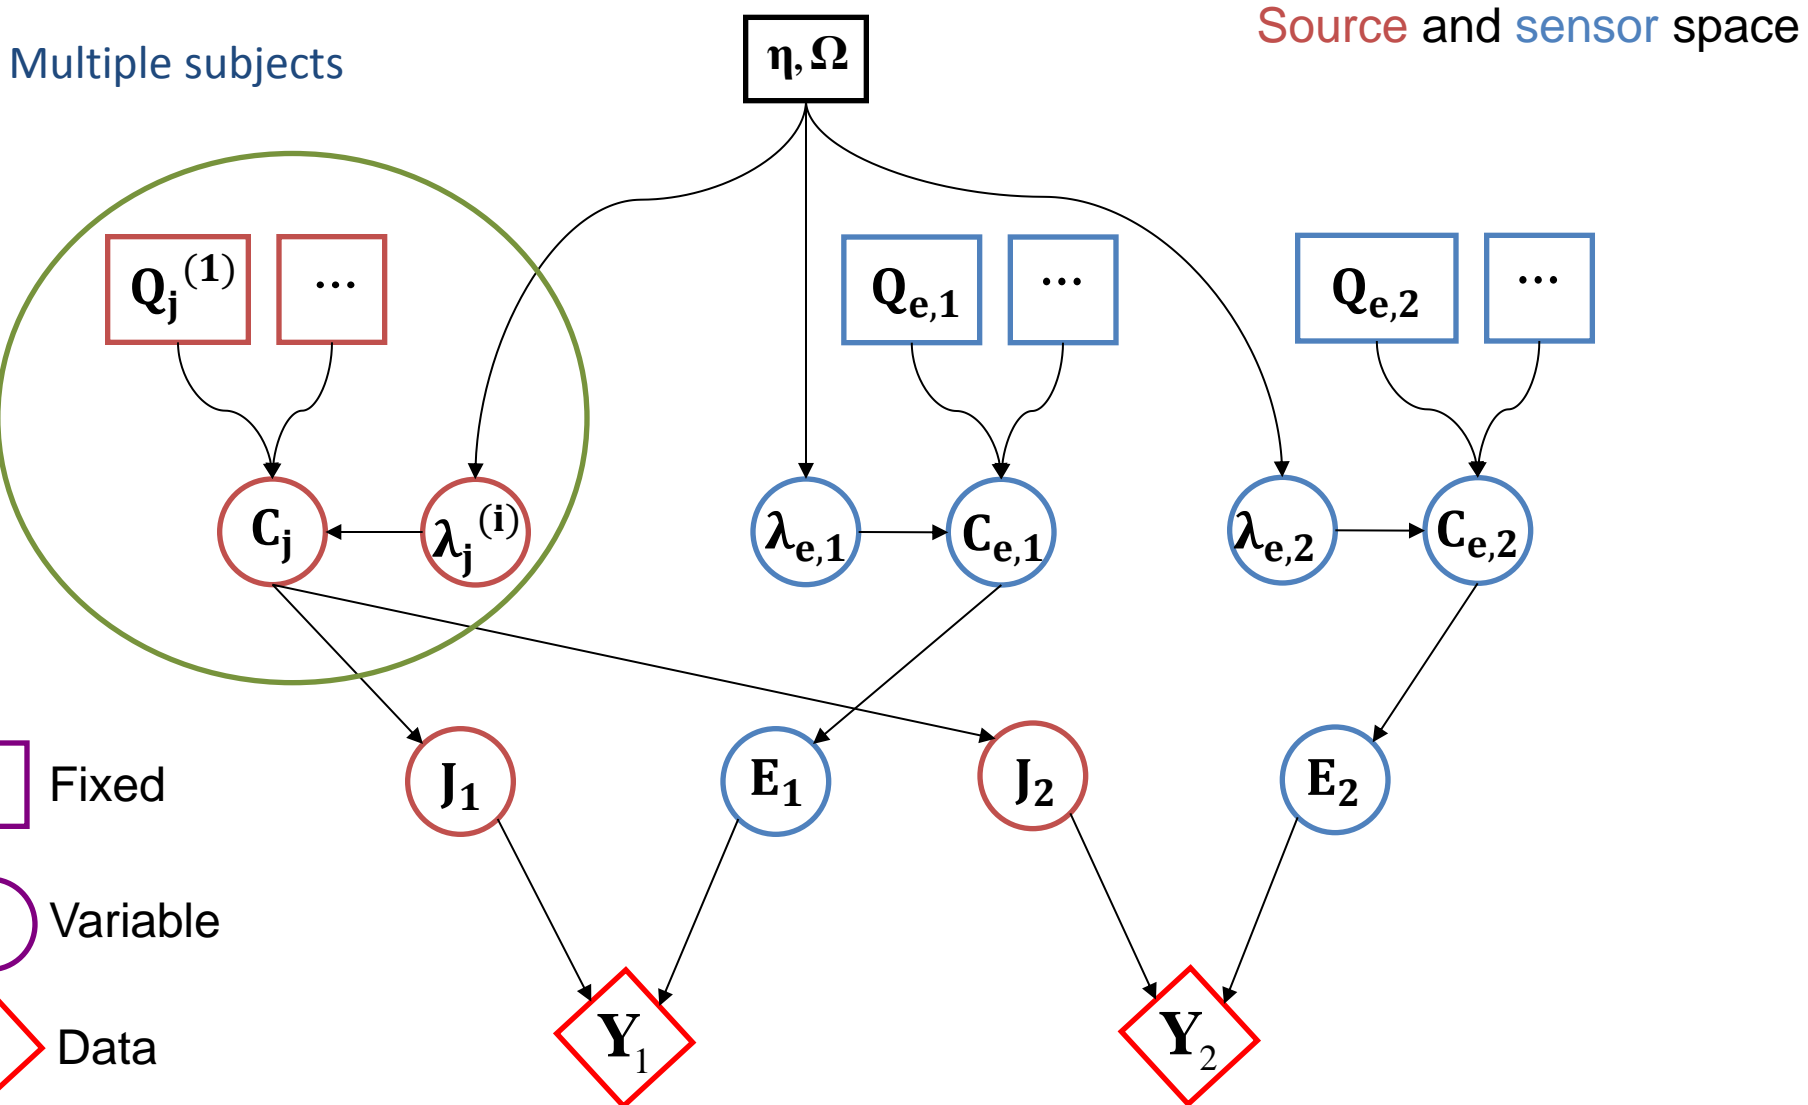 Source and sensor space
Multiple subjects
η, Ω
Qj(1)
...
Qe,1
...
Qe,2
...
Cj
λj(i)
λe,1
Ce,1
λe,2
Ce,2
J1
E1
J2
E2
Fixed
Variable
Data
Y1
Y2